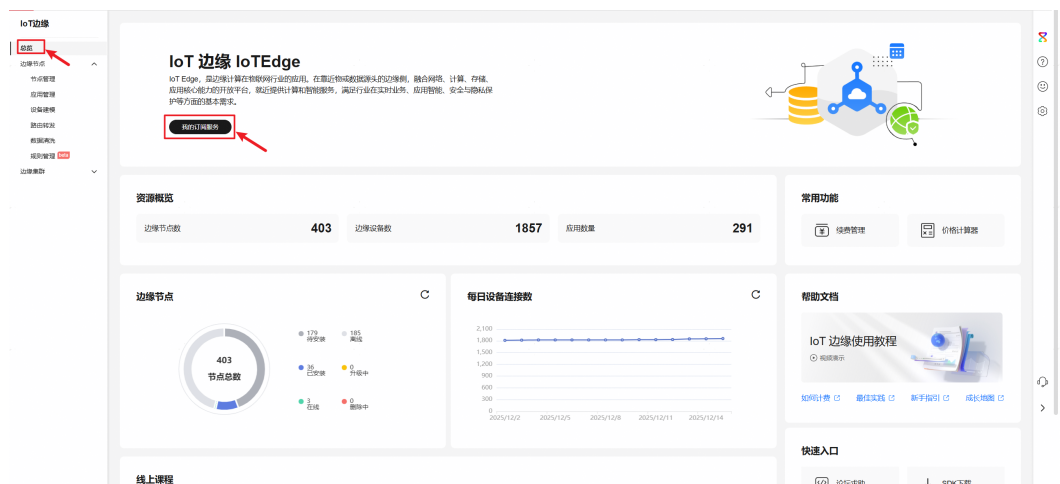 IoT边缘
总览
边缘节点
节点管理
应用管理
设备建模
路由转发
数据清洗
规则管理 Beta
边缘集群
IoT 边缘 IoTEdge
IoT Edge，是边缘计算在物联网行业的应用。在靠近物或数据源头的边缘侧，融合网络、计算、存储、
应用核心能力的开放平台，就近提供计算和智能服务，满足行业在实时业务、应用智能、安全与隐私保
护等方面的基本需求。
我的订阅服务
资源概览
边缘节点数 403 边缘设备数 1857 应用数量 291
常用功能
续费管理 价格计算器
边缘节点
403
节点总数
179 185
待安装 离线
36 0
已安装 升级中
3 0
在线 删除中
每日设备连接数
2,100
1,800
1,500
1,200
900
600
300
0
2025/12/2 2025/12/5 2025/12/8 2025/12/11 2025/12/14
帮助文档
IoT 边缘使用教程
视频演示
如何计费 最佳实践 新手指引 成长地图
快速入口
论坛求助 SDK下载
线上课程